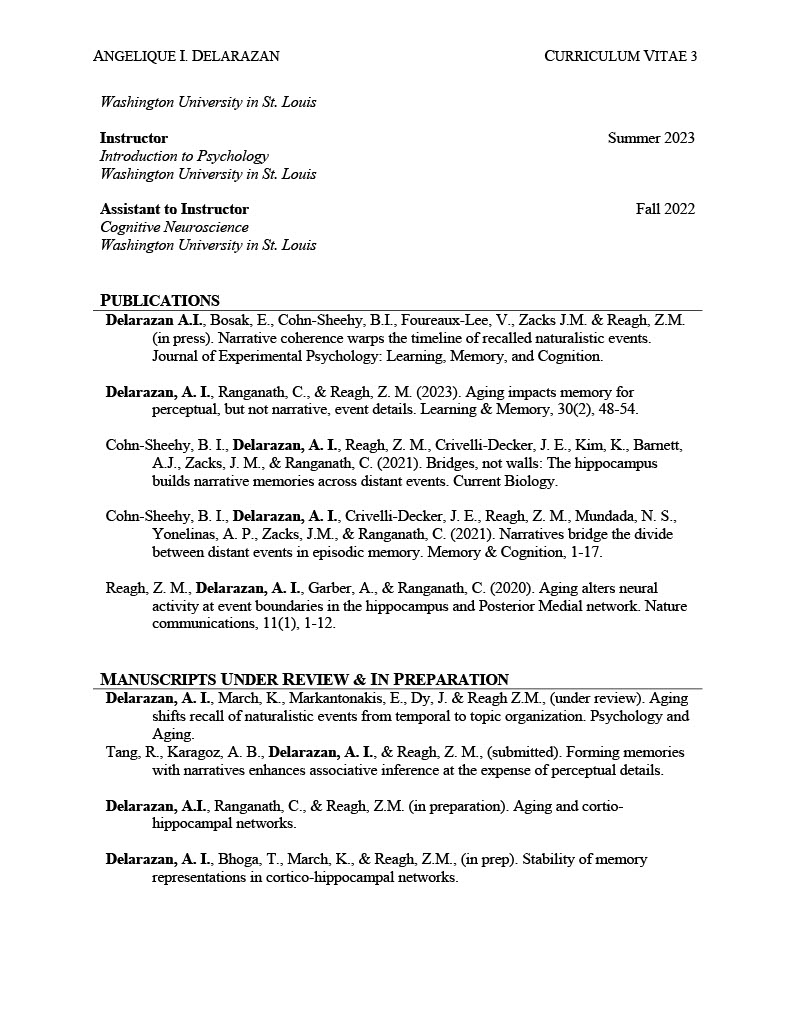 ANGELIQUE I. DELARAZAN CURRICULUM VITAE 3
Washington University in St. Louis
Instructor Summer 2023
Introduction to Psychology
Washington University in St. Louis
Assistant to Instructor Fall 2022
Cognitive Neuroscience
Washington University in St. Louis
PUBLICATIONS
Delarazan A.I., Bosak, E., Cohn-Sheehy, B.I., Foureaux-Lee, V., Zacks J.M. & Reagh, Z.M.
(in press). Narrative coherence warps the timeline of recalled naturalistic events.
Journal of Experimental Psychology: Learning, Memory, and Cognition.
Delarazan, A. I., Ranganath, C., & Reagh, Z. M. (2023). Aging impacts memory for
perceptual, but not narrative, event details. Learning & Memory, 30(2), 48-54.
Cohn-Sheehy, B. I., Delarazan, A. I., Reagh, Z. M., Crivelli-Decker, J. E., Kim, K., Barnett,
A.J., Zacks, J. M., & Ranganath, C. (2021). Bridges, not walls: The hippocampus
builds narrative memories across distant events. Current Biology.
Cohn-Sheehy, B. I., Delarazan, A. I., Crivelli-Decker, J. E., Reagh, Z. M., Mundada, N. S.,
Yonelinas, A. P., Zacks, J.M., & Ranganath, C. (2021). Narratives bridge the divide
between distant events in episodic memory. Memory & Cognition, 1-17.
Reagh, Z. M., Delarazan, A. I., Garber, A., & Ranganath, C. (2020). Aging alters neural
activity at event boundaries in the hippocampus and Posterior Medial network. Nature
communications, 11(1), 1-12.
MANUSCRIPTS UNDER REVIEW & IN PREPARATION
Delarazan, A. I., March, K., Markantonakis, E., Dy, J. & Reagh Z.M., (under review). Aging
shifts recall of naturalistic events from temporal to topic organization. Psychology and
Aging.
Tang, R., Karagoz, A. B., Delarazan, A. I., & Reagh, Z. M., (submitted). Forming memories
with narratives enhances associative inference at the expense of perceptual details.
Delarazan, A.I., Ranganath, C., & Reagh, Z.M. (in preparation). Aging and cortio-
hippocampal networks.
Delarazan, A. I., Bhoga, T., March, K., & Reagh, Z.M., (in prep). Stability of memory
representations in cortico-hippocampal networks.